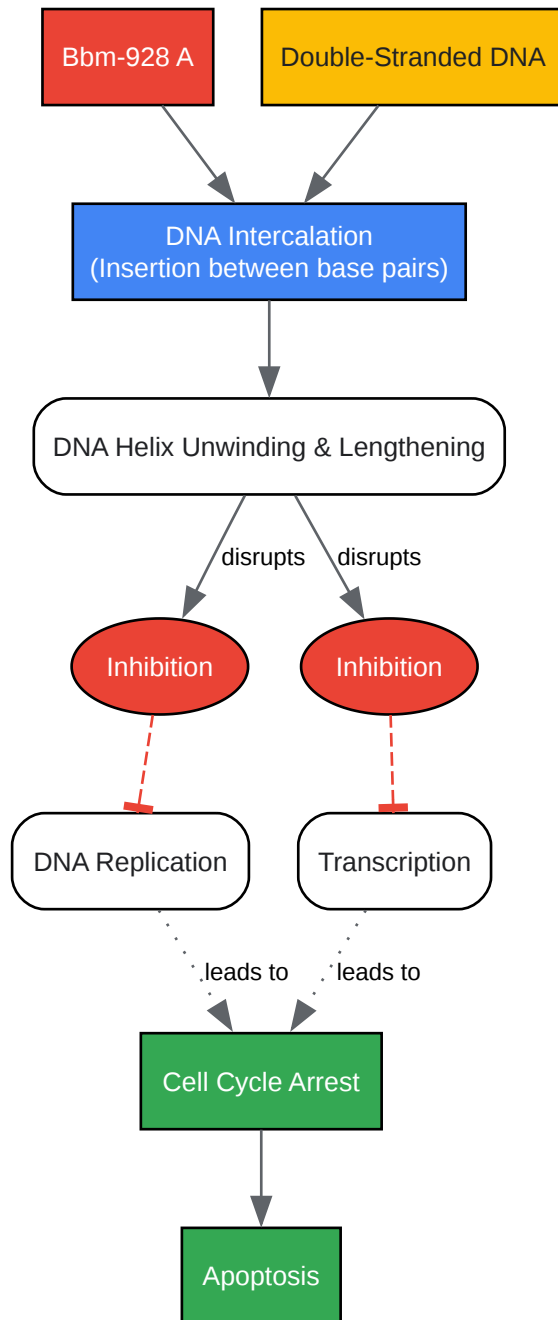 Bbm-928 A
Double-Stranded DNA
DNA Intercalation
(Insertion between base pairs)
DNA Helix Unwinding & Lengthening
disrupts
disrupts
Inhibition
Inhibition
DNA Replication
Transcription
leads to
leads to
Cell Cycle Arrest
Apoptosis